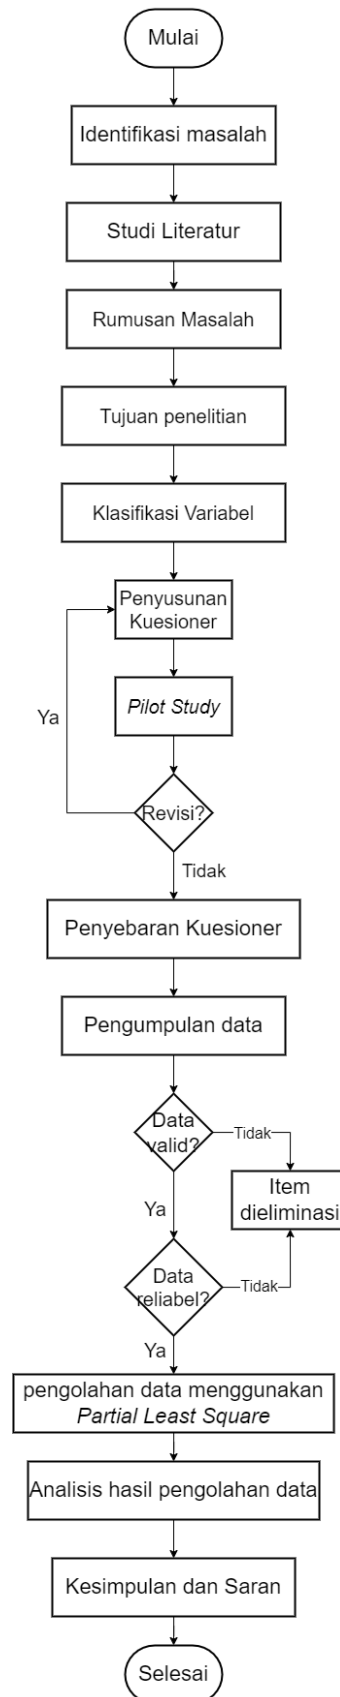 Mulai
Identifikasi masalah
Studi Literatur
Rumusan Masalah
Tujuan penelitian
Klasifikasi Variabel
Penyusunan
Kuesioner
Ya
Pilot Study
Revisi?
Tidak
Penyebaran Kuesioner
Pengumpulan data
Data
valid?
Tidak
Item
dieliminasi
Ya
Data
reliabel?
Tidak
Ya
pengolahan data menggunakan
Partial Least Square
Analisis hasil pengolahan data
Kesimpulan dan Saran
Selesai